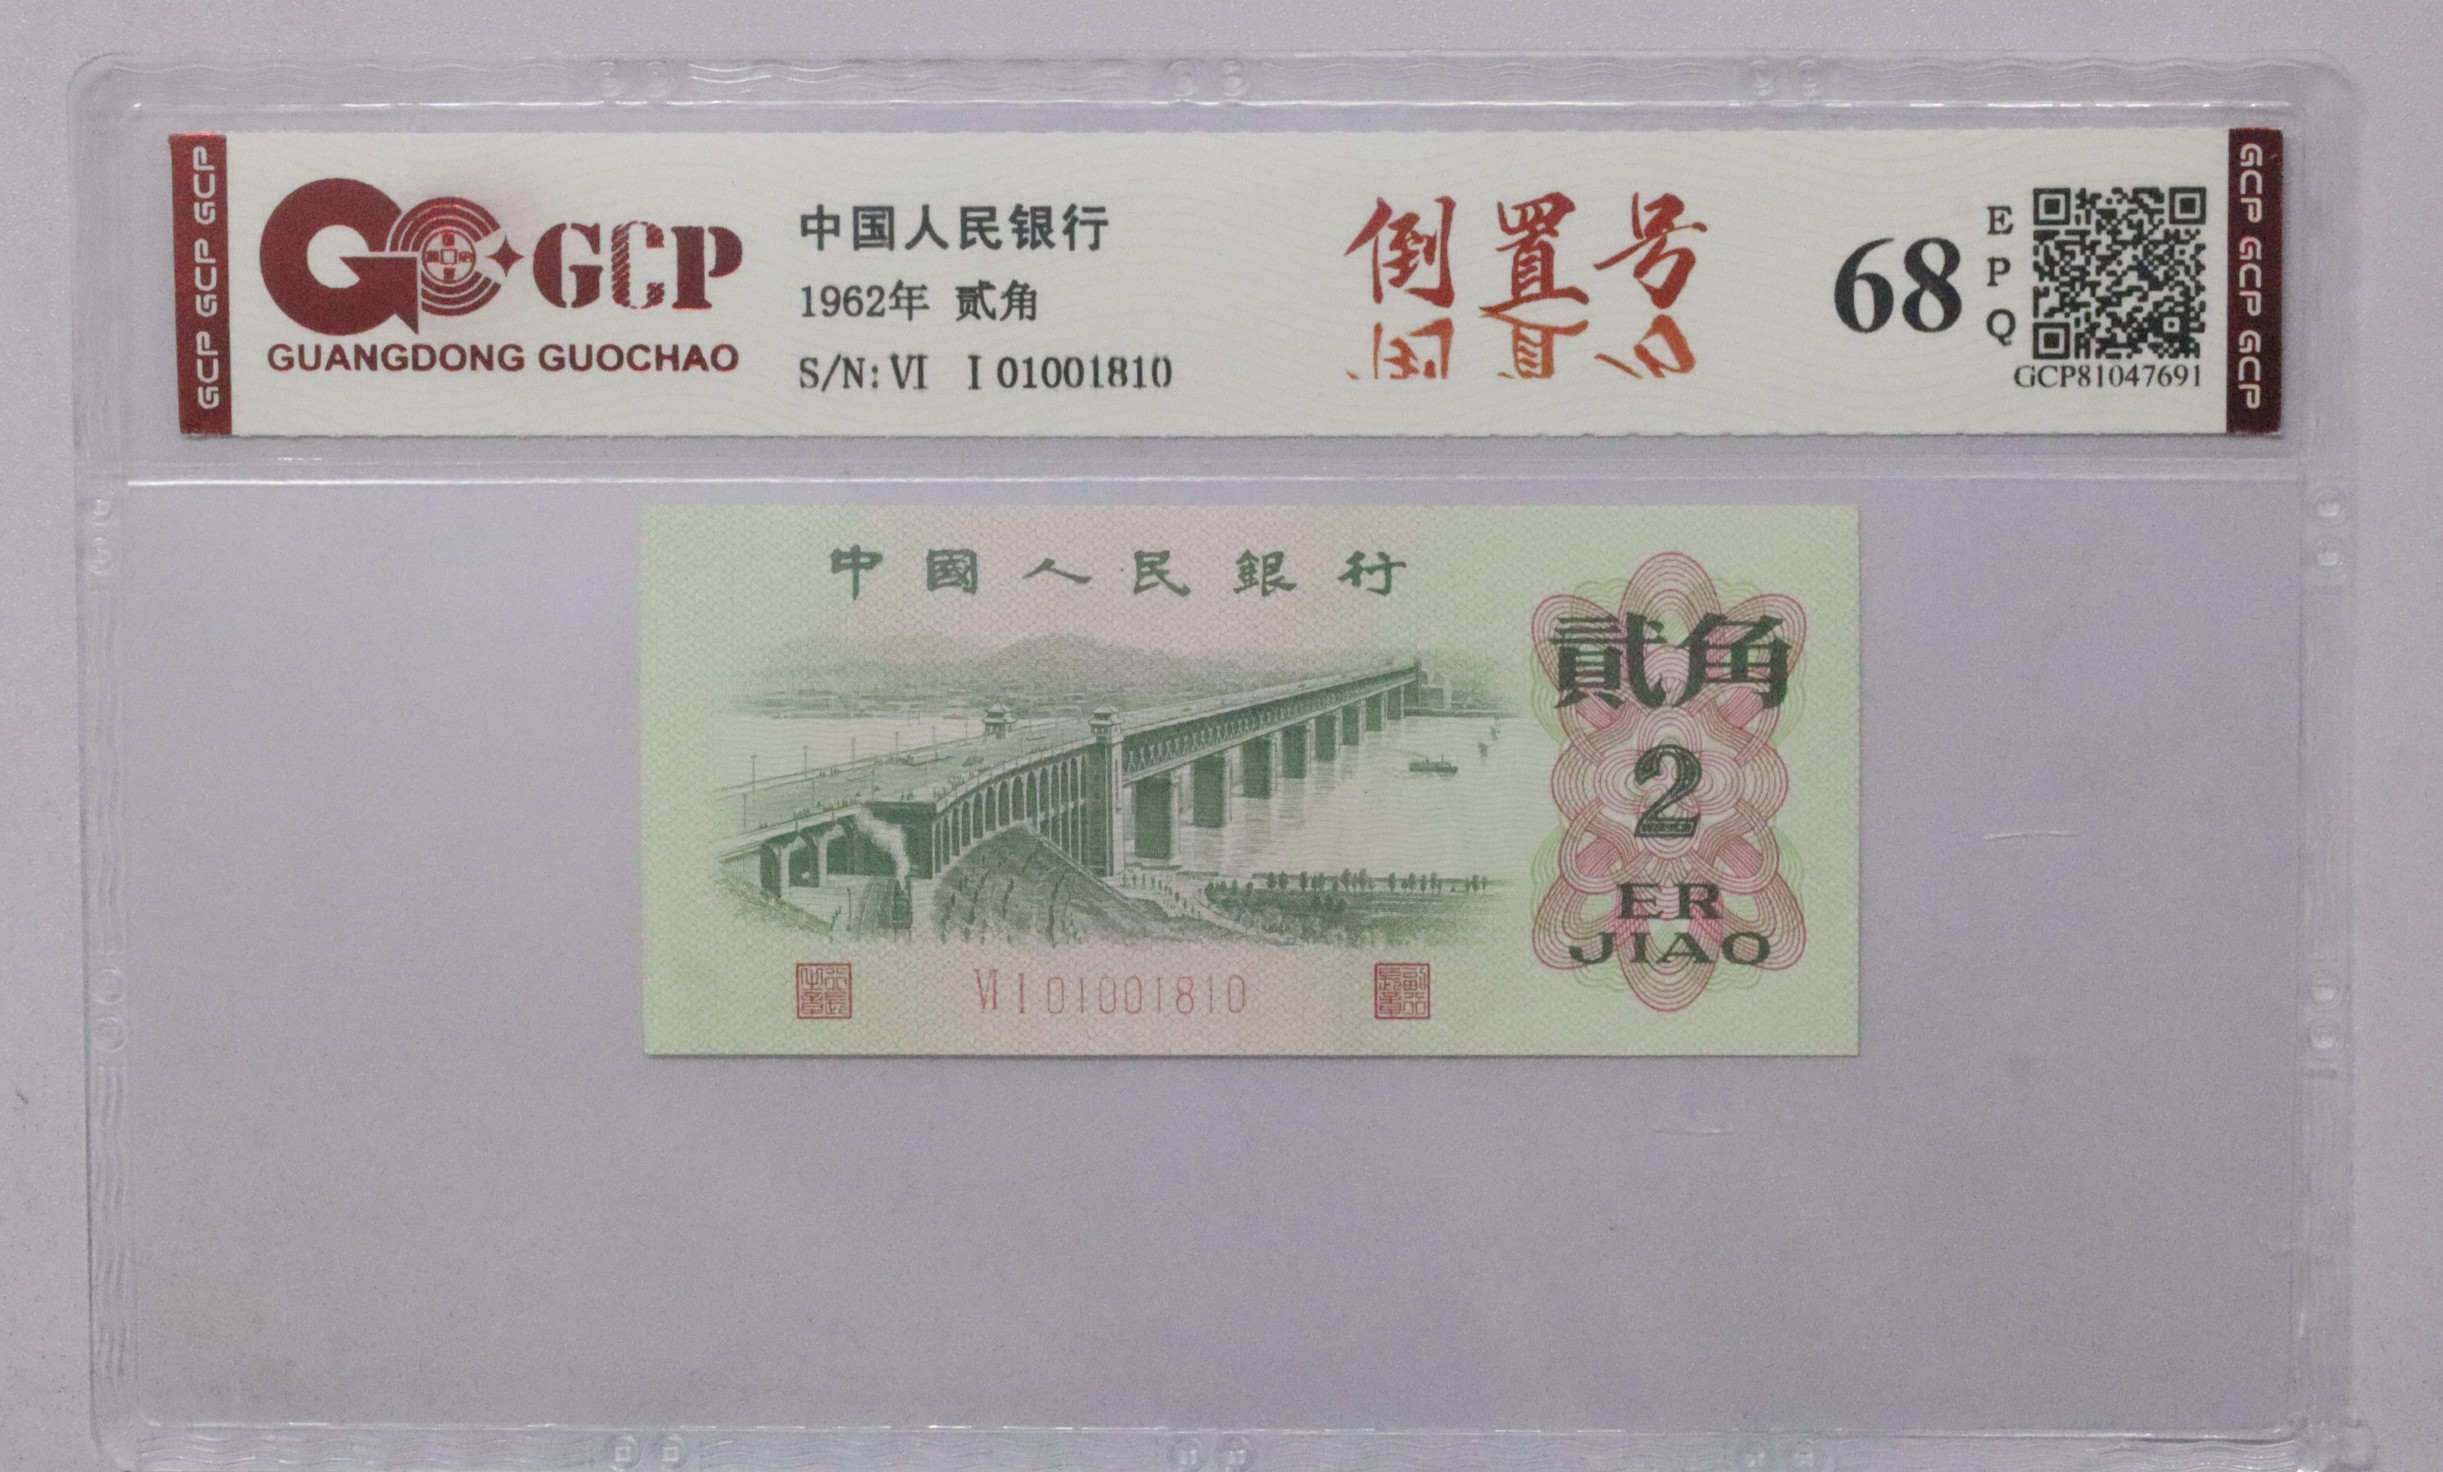 GCP GCP GCP
GCP
GUANGDONG GUOCHAO
中国人民银行
1962年 贰角
S/N: VI I 01001810
倒置号
68
EPQ
GCP81047691
GCP GCP GCP
中國人民銀行
貳角
2
ER
JIAO
VI I 01001810